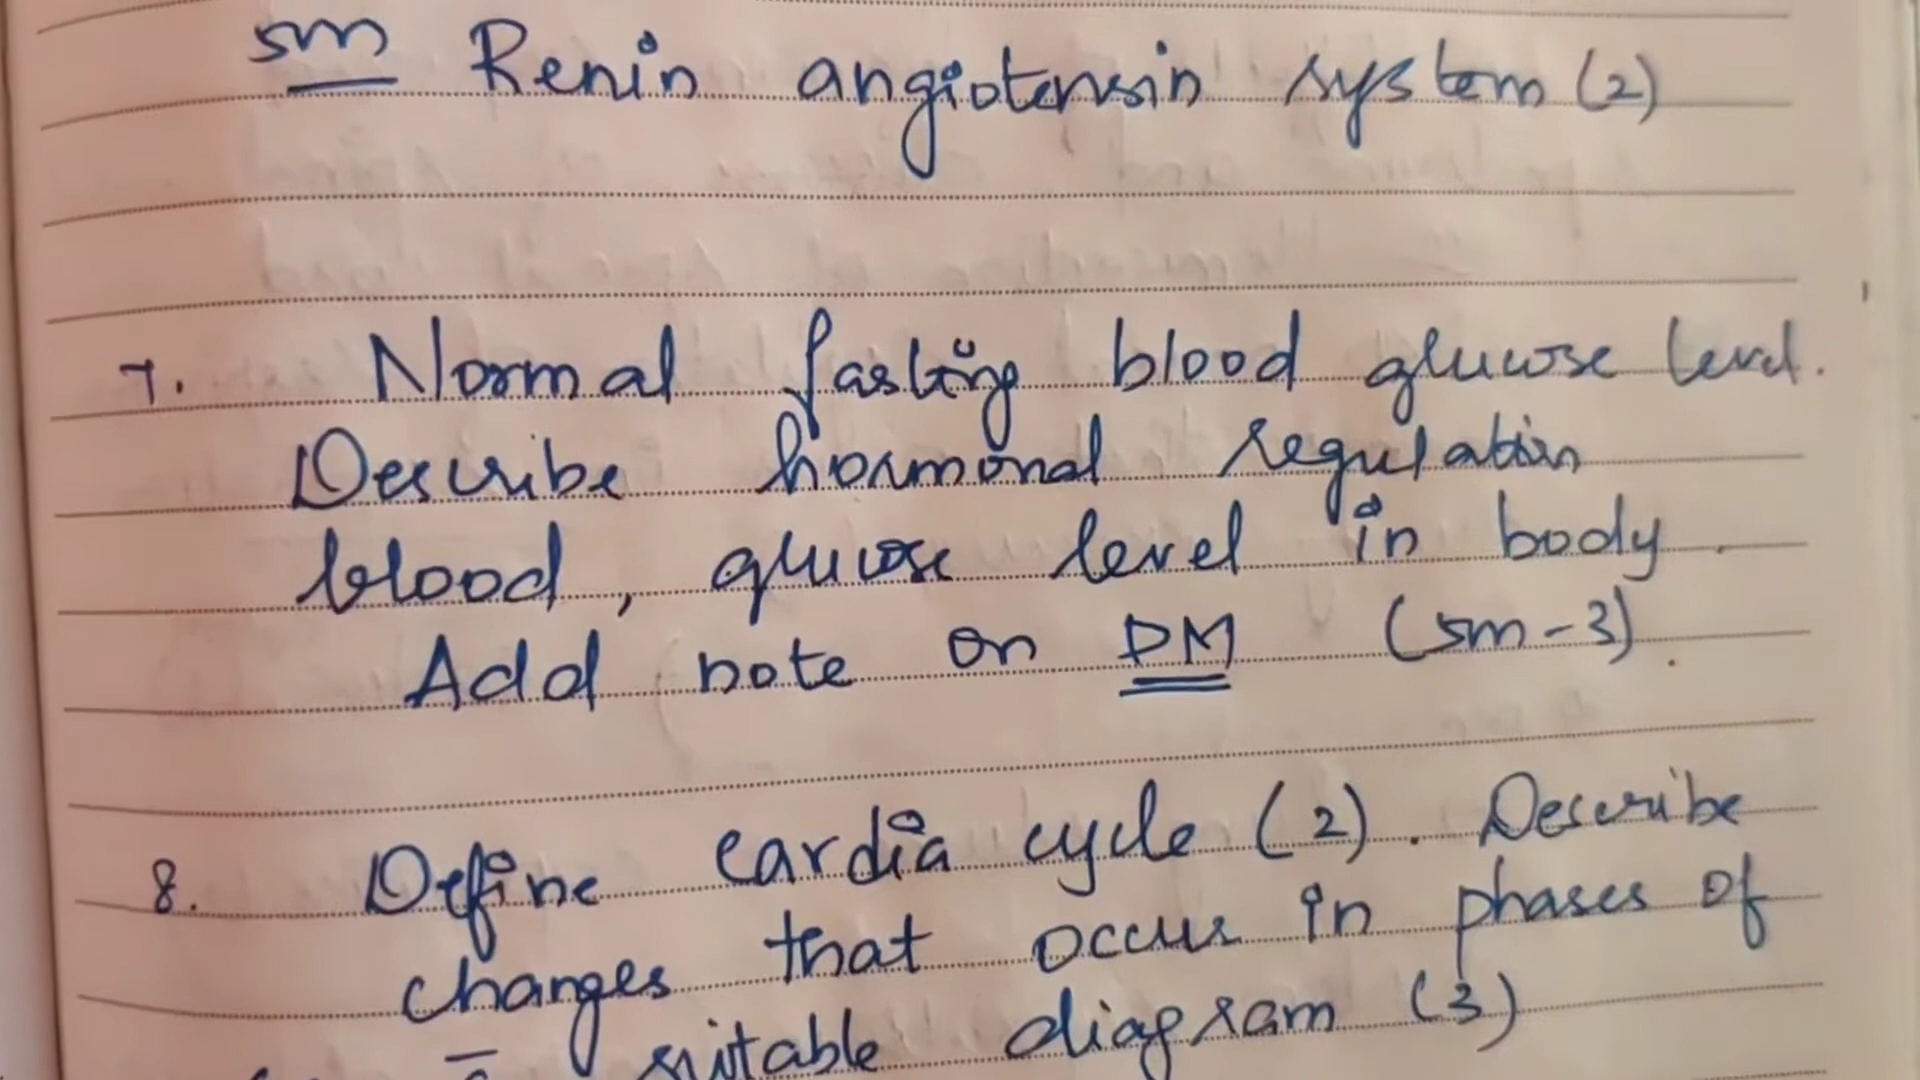 5m Renin angiotensin system (2)
7. Normal fasting blood glucose level.
Describe hormonal regulation
blood, glucose level in body.
Add note on DM (5m-3).
8. Define cardia cycle (2). Describe
changes that occur in phases of
c̄ suitable diagram (3)